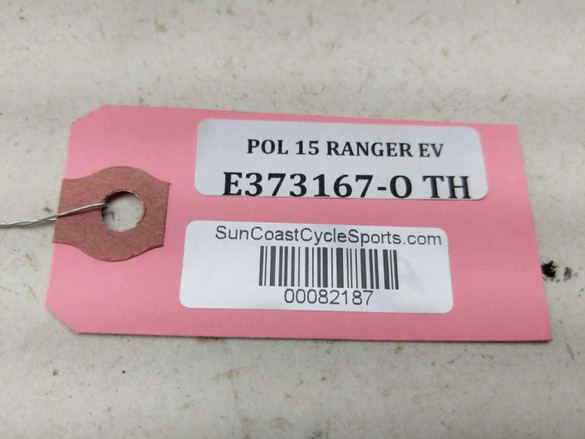 POL 15 RANGER EV
E373167-O TH
SunCoastCycleSports.com
00082187